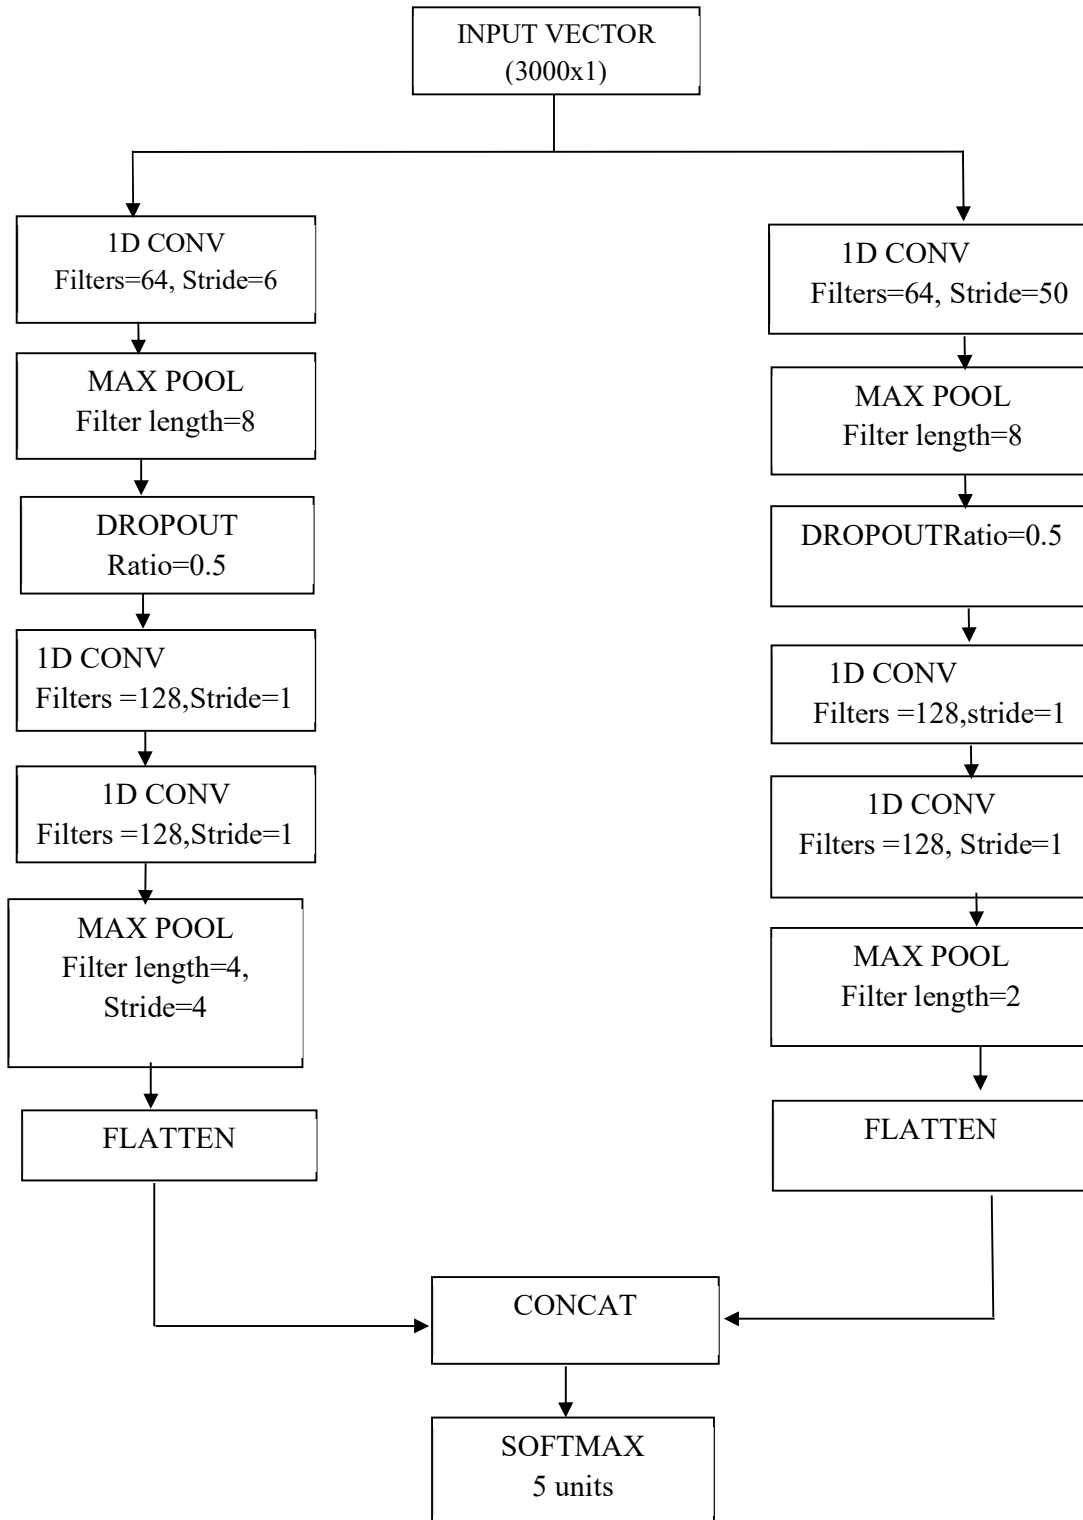 INPUT VECTOR
(3000x1)
1D CONV
Filters=64, Stride=6
MAX POOL
Filter length=8
DROPOUT
Ratio=0.5
1D CONV
Filters =128,Stride=1
1D CONV
Filters =128,Stride=1
MAX POOL
Filter length=4,
Stride=4
FLATTEN
1D CONV
Filters=64, Stride=50
MAX POOL
Filter length=8
DROPOUTRatio=0.5
1D CONV
Filters =128,stride=1
1D CONV
Filters =128, Stride=1
MAX POOL
Filter length=2
FLATTEN
CONCAT
SOFTMAX
5 units